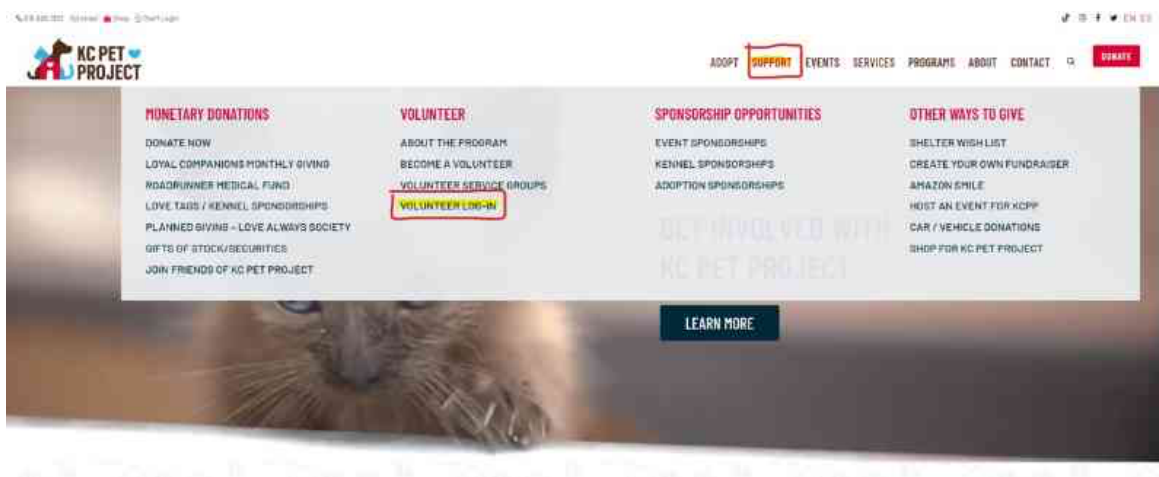 KC PET
PROJECT
ADOPT SUPPORT EVENTS SERVICES PROGRAMS ABOUT CONTACT
DONATE
MONETARY DONATIONS
DONATE NOW
LOYAL COMPANIONS MONTHLY GIVING
ROADRUNNER MEDICAL FUND
LOVE TAGS / KENNEL SPONSORSHIPS
PLANNED GIVING - LOVE ALWAYS SOCIETY
GIFTS OF STOCK/SECURITIES
JOIN FRIENDS OF KC PET PROJECT
VOLUNTEER
ABOUT THE PROGRAM
BECOME A VOLUNTEER
VOLUNTEER SERVICE GROUPS
VOLUNTEER LOG-IN
SPONSORSHIP OPPORTUNITIES
EVENT SPONSORSHIPS
KENNEL SPONSORSHIPS
ADOPTION SPONSORSHIPS
OTHER WAYS TO GIVE
SHELTER WISH LIST
CREATE YOUR OWN FUNDRAISER
AMAZON SMILE
HOST AN EVENT FOR KCPP
CAR / VEHICLE DONATIONS
SHOP FOR KC PET PROJECT
GET INVOLVED WITH
KC PET PROJECT
LEARN MORE